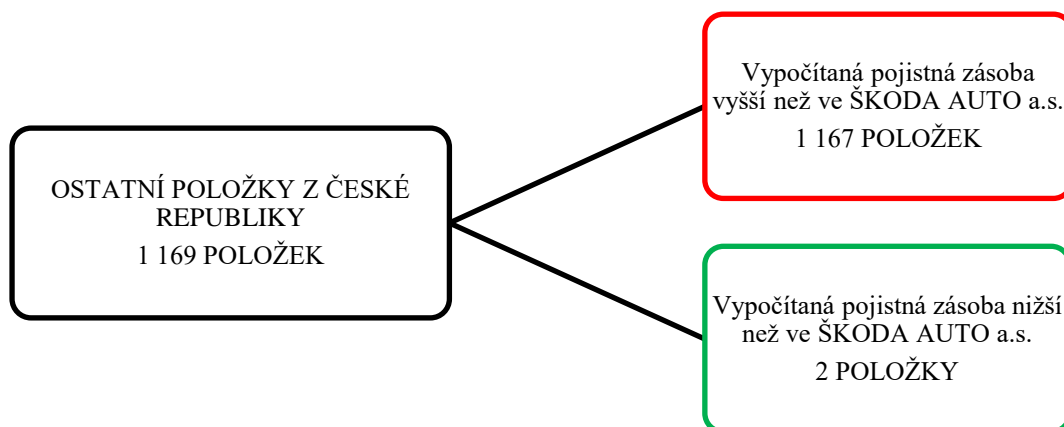 OSTATNÍ POLOŽKY Z ČESKÉ
REPUBLIKY
1 169 POLOŽEK
Vypočítaná pojistná zásoba
vyšší než ve ŠKODA AUTO a.s.
1 167 POLOŽEK
Vypočítaná pojistná zásoba nižší
než ve ŠKODA AUTO a.s.
2 POLOŽKY